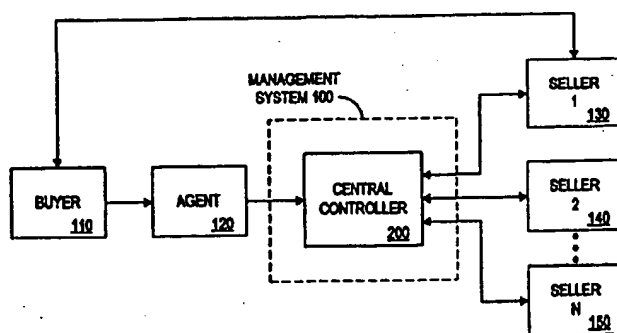 MANAGEMENT
SYSTEM 100
SELLER
1
130
BUYER
110
AGENT
120
CENTRAL
CONTROLLER
200
SELLER
2
140
SELLER
N
150